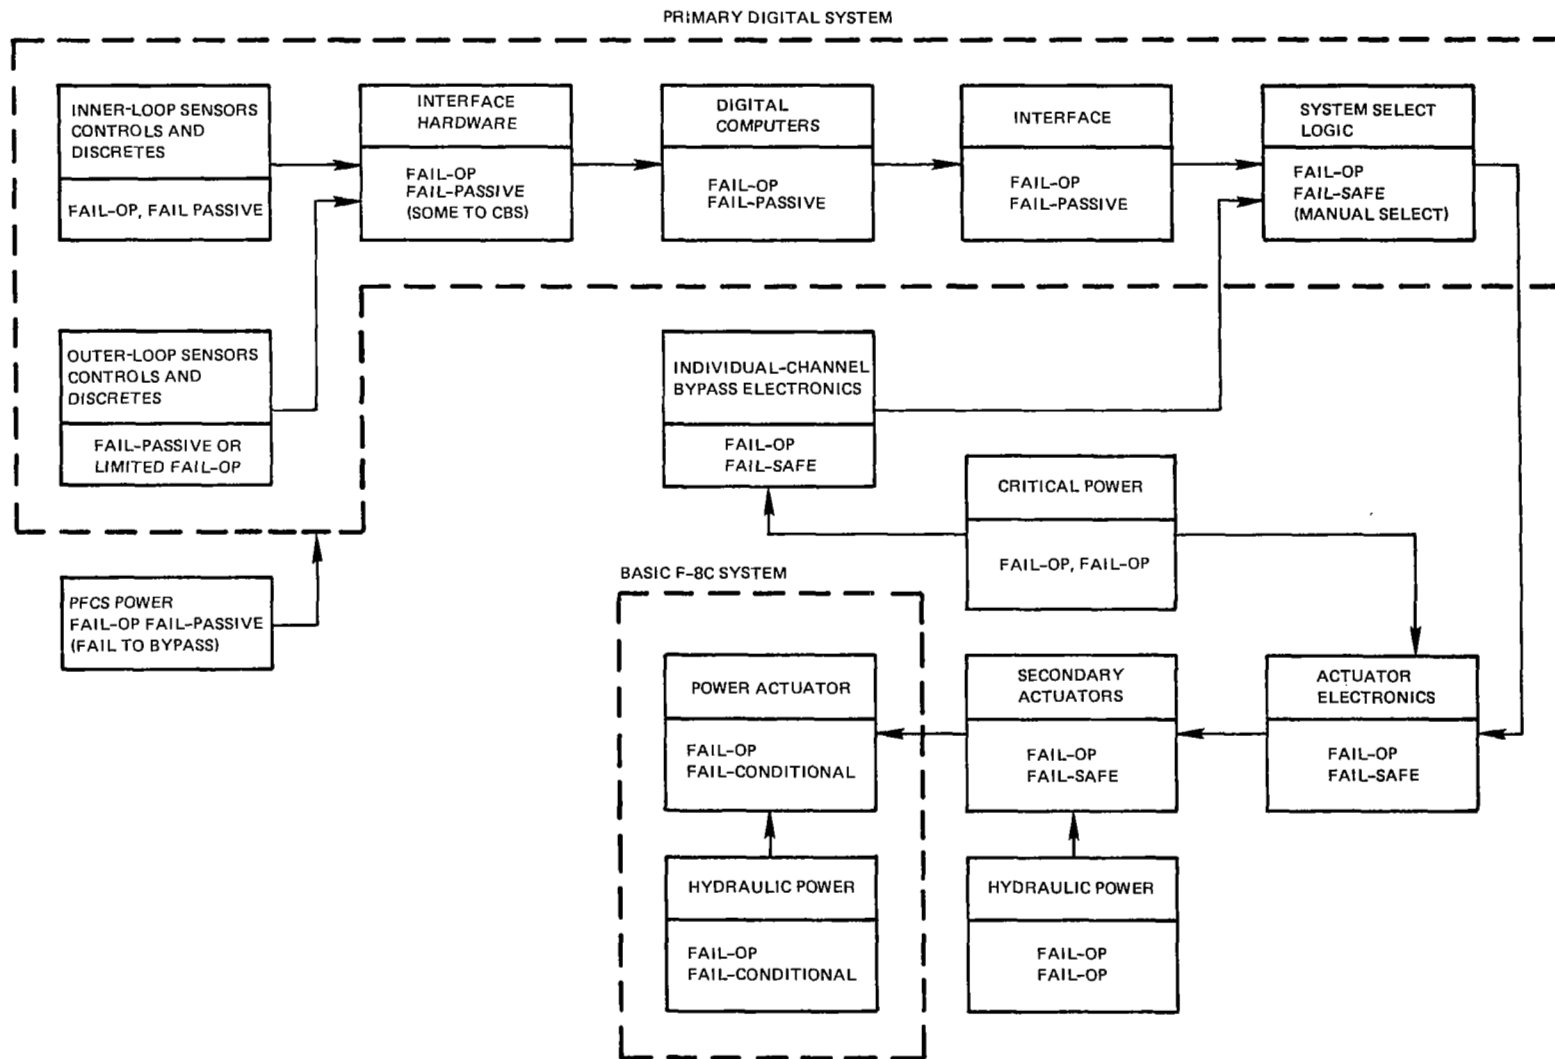 PRIMARY DIGITAL SYSTEM
INNER-LOOP SENSORS
CONTROLS AND
DISCRETES
FAIL-OP, FAIL PASSIVE
INTERFACE
HARDWARE
FAIL-OP
FAIL-PASSIVE
(SOME TO CBS)
DIGITAL
COMPUTERS
FAIL-OP
FAIL-PASSIVE
INTERFACE
FAIL-OP
FAIL-PASSIVE
SYSTEM SELECT
LOGIC
FAIL-OP
FAIL-SAFE
(MANUAL SELECT)
OUTER-LOOP SENSORS
CONTROLS AND
DISCRETES
FAIL-PASSIVE OR
LIMITED FAIL-OP
INDIVIDUAL-CHANNEL
BYPASS ELECTRONICS
FAIL-OP
FAIL-SAFE
CRITICAL POWER
FAIL-OP, FAIL-OP
PFCS POWER
FAIL-OP FAIL-PASSIVE
(FAIL TO BYPASS)
BASIC F-8C SYSTEM
POWER ACTUATOR
FAIL-OP
FAIL-CONDITIONAL
SECONDARY
ACTUATORS
FAIL-OP
FAIL-SAFE
ACTUATOR
ELECTRONICS
FAIL-OP
FAIL-SAFE
HYDRAULIC POWER
FAIL-OP
FAIL-CONDITIONAL
HYDRAULIC POWER
FAIL-OP
FAIL-OP